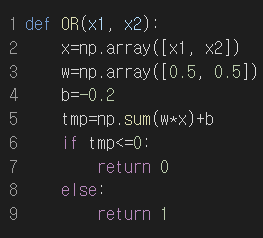 1 def OR(x1, x2):
2     x=np.array([x1, x2])
3     w=np.array([0.5, 0.5])
4     b=-0.2
5     tmp=np.sum(w*x)+b
6     if tmp<=0:
7         return 0
8     else:
9         return 1